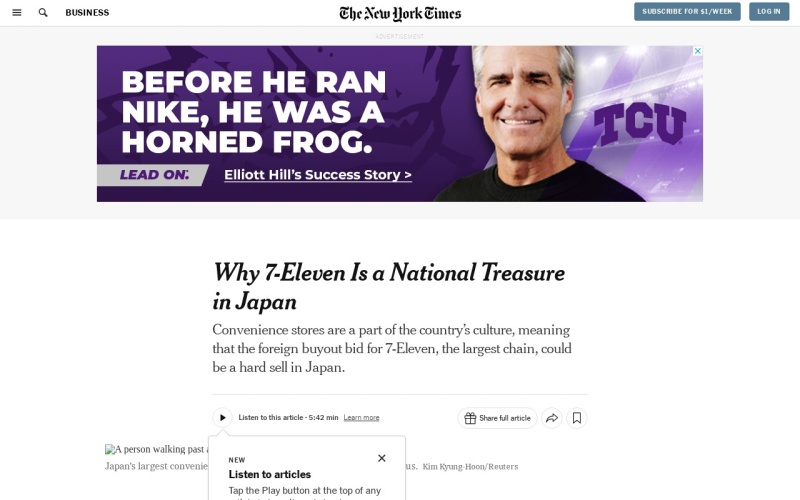 BUSINESS
The New York Times
SUBSCRIBE FOR $1/WEEK
LOG IN
ADVERTISEMENT
BEFORE HE RAN
NIKE, HE WAS A
HORNED FROG.
LEAD ON.
Elliott Hill's Success Story >
TCU
Why 7-Eleven Is a National Treasure
in Japan
Convenience stores are a part of the country's culture, meaning
that the foreign buyout bid for 7-Eleven, the largest chain, could
be a hard sell in Japan.
Listen to this article · 5:42 min Learn more
Share full article
A person walking past a
Japan's largest convenie
us. Kim Kyung-Hoon/Reuters
NEW
Listen to articles
Tap the Play button at the top of any